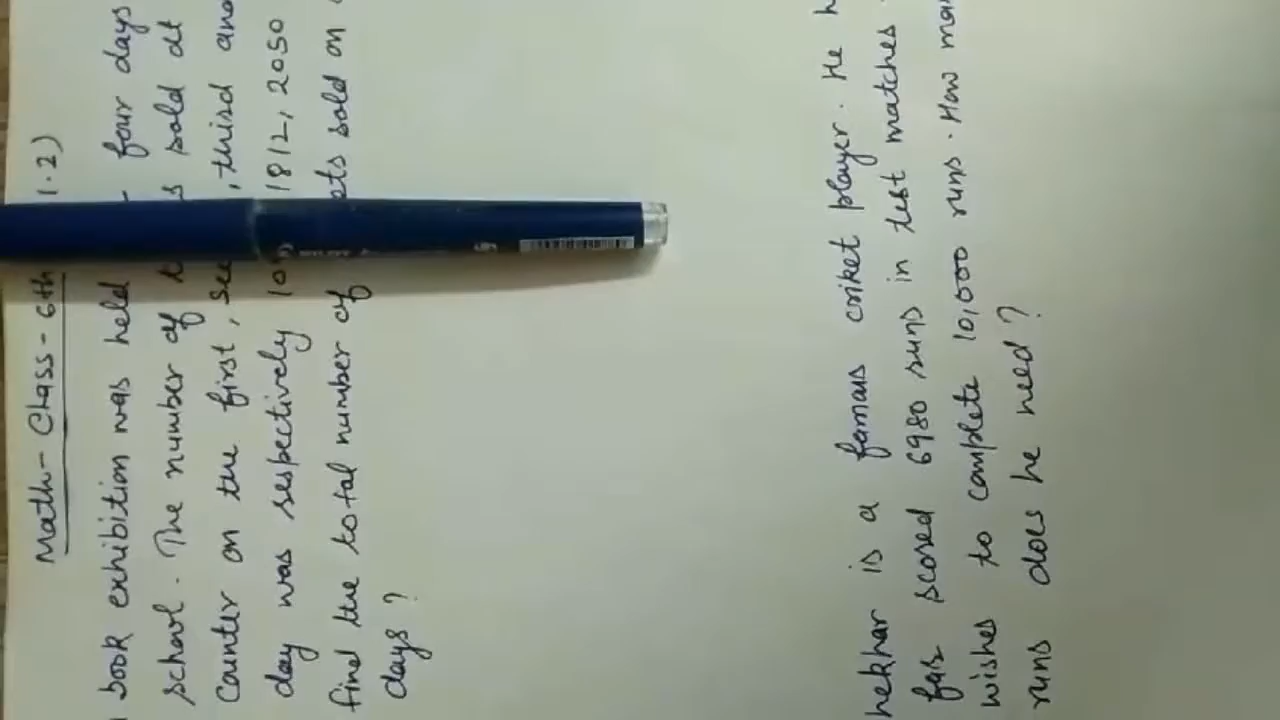 Math - Class - 6th 1.2)
book exhibition was held four days
school. The number of sold at
Counter on the first, third and
day was respectively 10 1812, 2050
find the total number of sold on
days?
is a famous criket player. He
far scored 6980 runs in test matches
wishes to complete 10,000 runs. How
runs does he need?